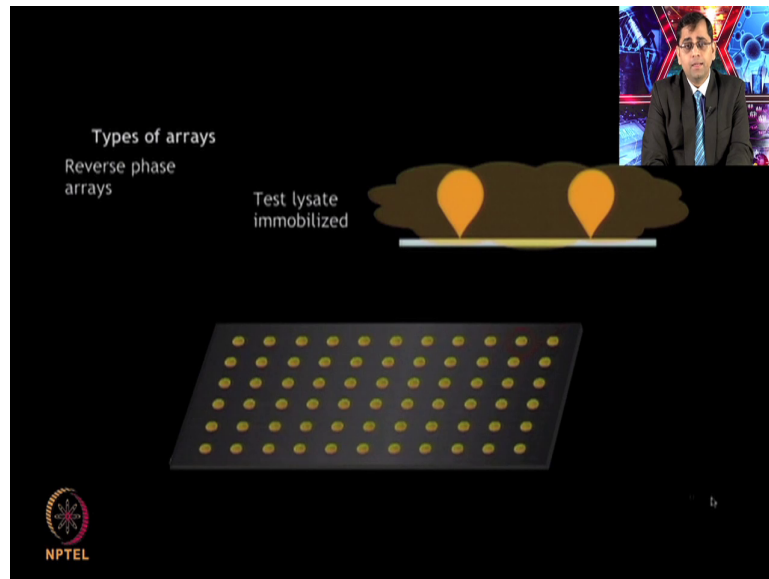 Types of arrays
Reverse phase
arrays
Test lysate
immobilized
NPTEL